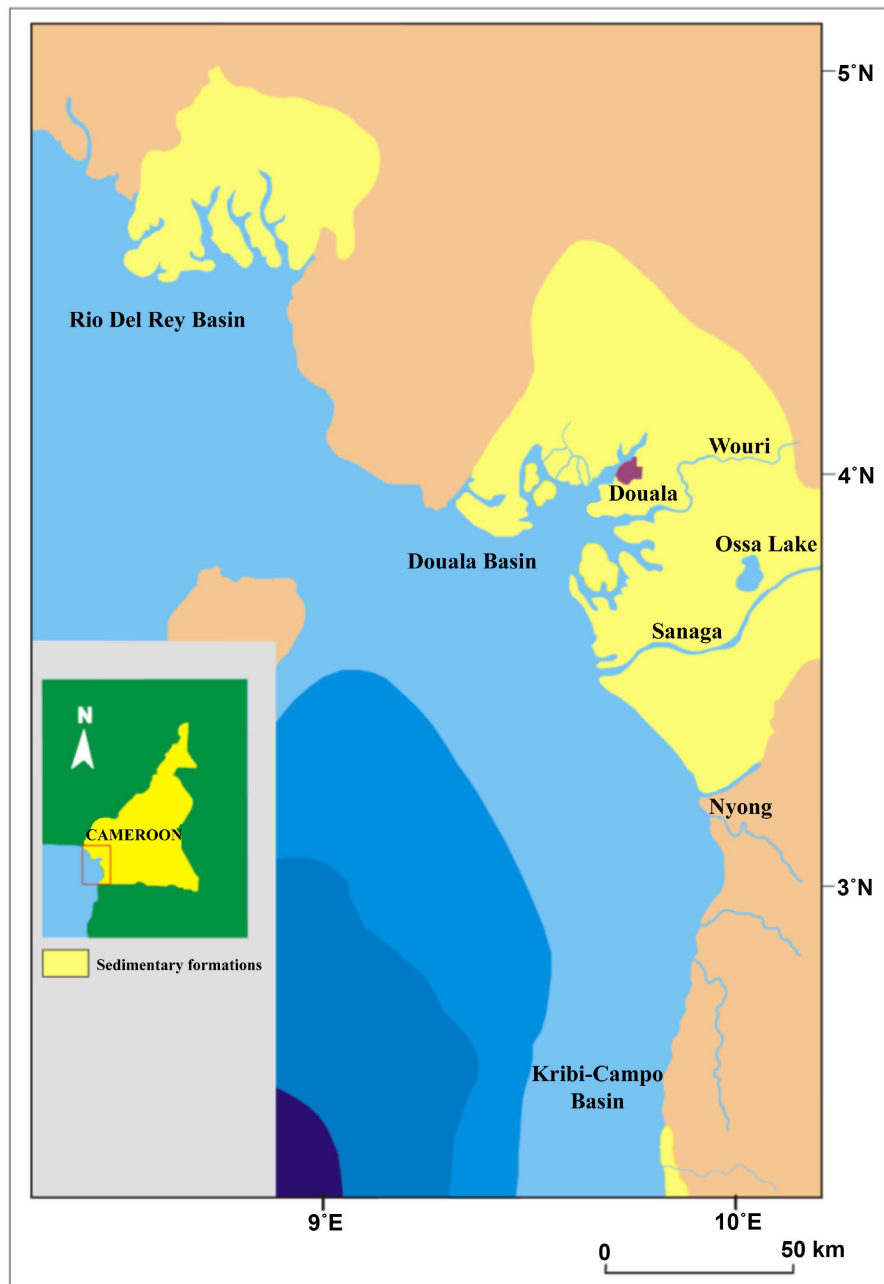 5°N
Rio Del Rey Basin
Wouri
4°N
Douala
Ossa Lake
Douala Basin
Sanaga
N
CAMEROON
Nyong
3°N
Sedimentary formations
Kribi-Campo
Basin
9°E
10°E
0
50 km